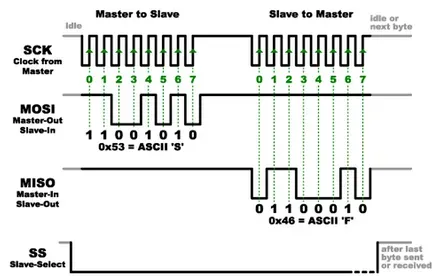 Master to Slave
Slave to Master
Idle
idle or
next byte
SCK
Clock from
Master
0 1 2 3 4 5 6 7
0 1 2 3 4 5 6 7
MOSI
Master-Out
Slave-In
1 1 0 0 1 0 1 0
0x53 = ASCII 'S'
MISO
Master-In
Slave-Out
0 1 1 0 0 0 1 0
0x46 = ASCII 'F'
SS
Slave-Select
after last
byte sent
or received